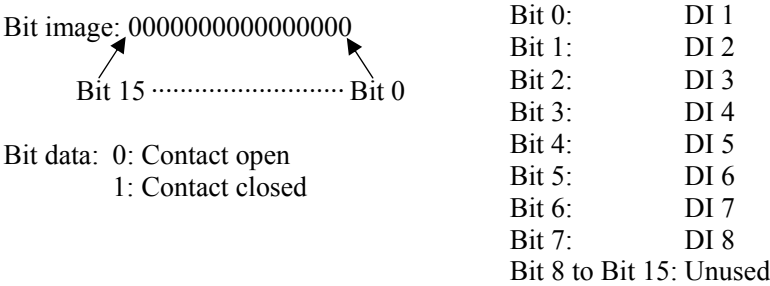 Bit image: 0000000000000000
Bit 15 ........................... Bit 0
Bit data: 0: Contact open
1: Contact closed
Bit 0: DI 1
Bit 1: DI 2
Bit 2: DI 3
Bit 3: DI 4
Bit 4: DI 5
Bit 5: DI 6
Bit 6: DI 7
Bit 7: DI 8
Bit 8 to Bit 15: Unused